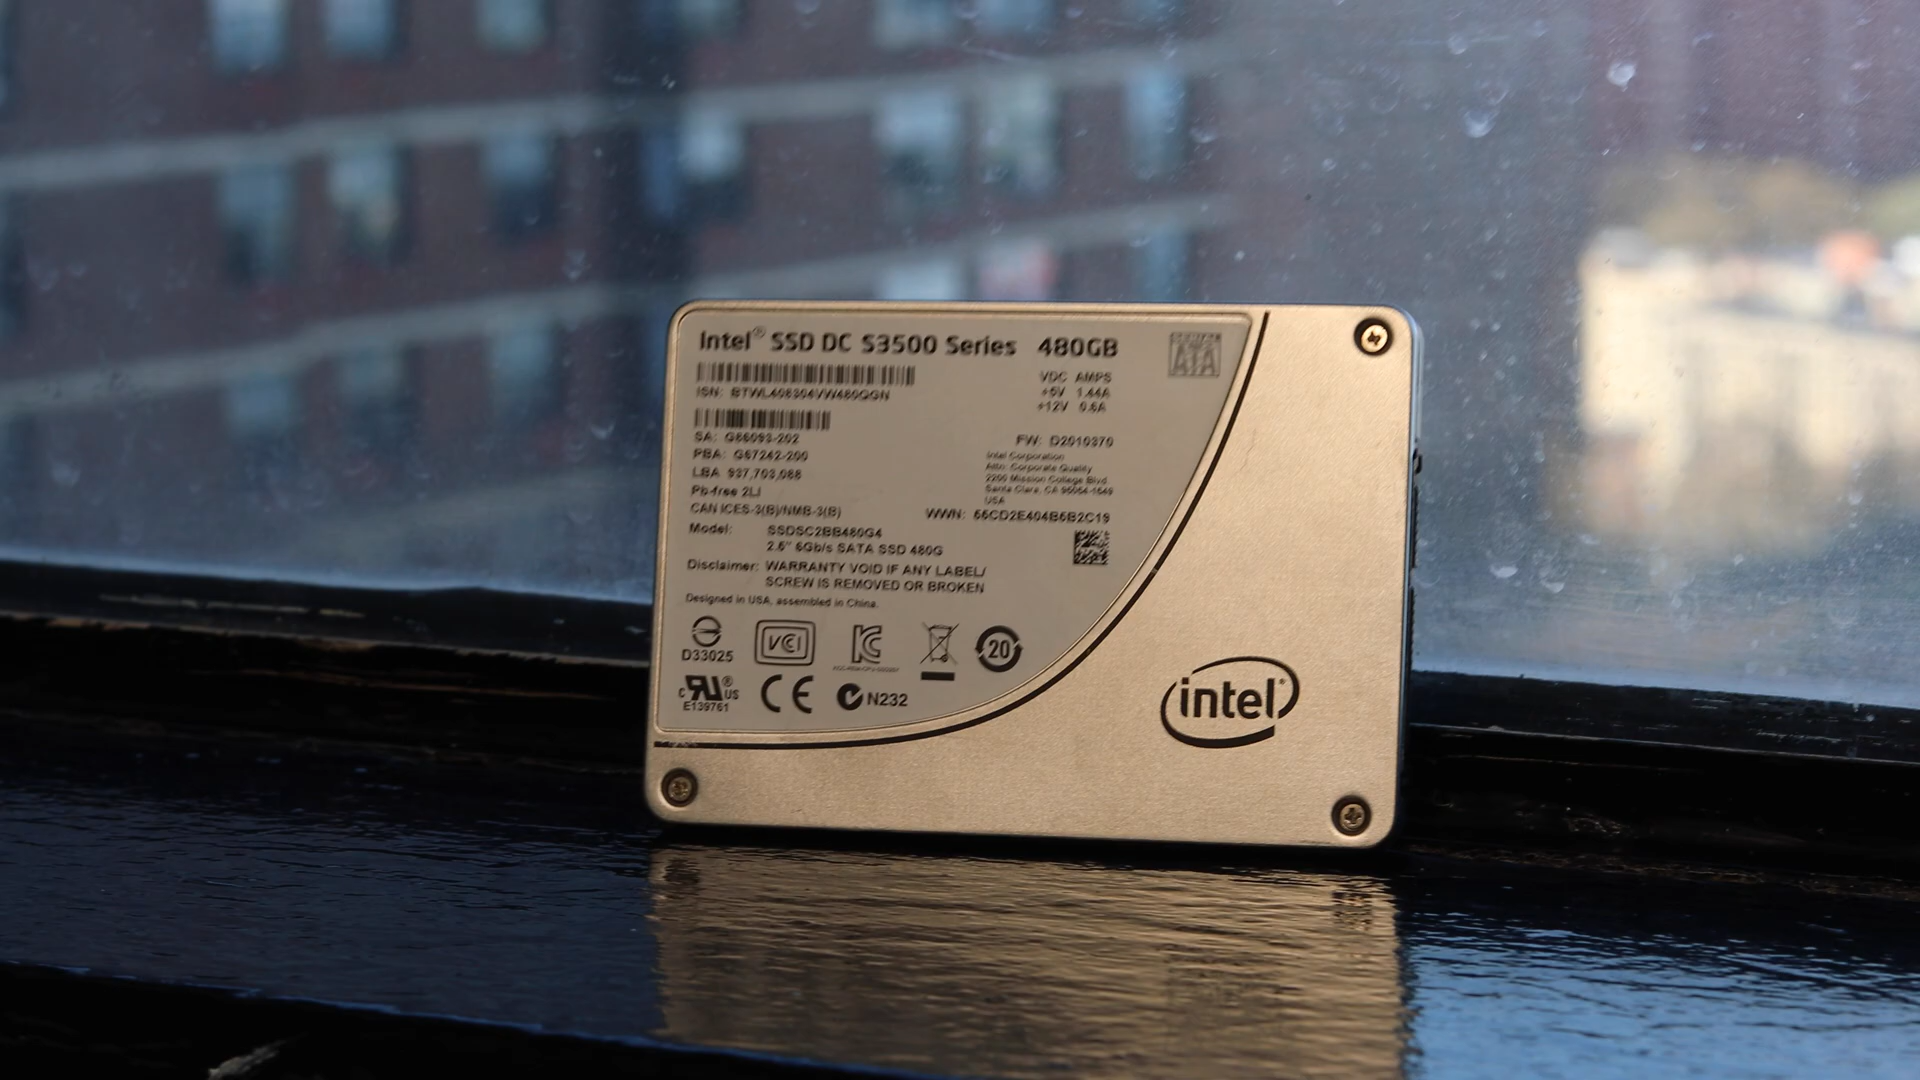 Intel® SSD DC S3500 Series 480GB
SERIAL ATA
VDC AMPS
+5V 1.44A
+12V 0.6A
ISN: BTWL408304VW480QGN
SA: G86093-202
PBA: G67242-200
LBA 937,703,088
Pb-free 2LI
CAN ICES-3(B)/NMB-3(B)
FW: D2010370
Intel Corporation
Attn: Corporate Quality
2200 Mission College Blvd.
Santa Clara, CA 95054-1549
USA
WWN: 55CD2E404B5B2C19
Model: SSDSC2BB480G4
2.5" 6Gb/s SATA SSD 480G
Disclaimer: WARRANTY VOID IF ANY LABEL/
SCREW IS REMOVED OR BROKEN
Designed in USA, assembled in China.
D33025
VCI
KC
20
c RU ® US
E139761
CE
N232
intel®